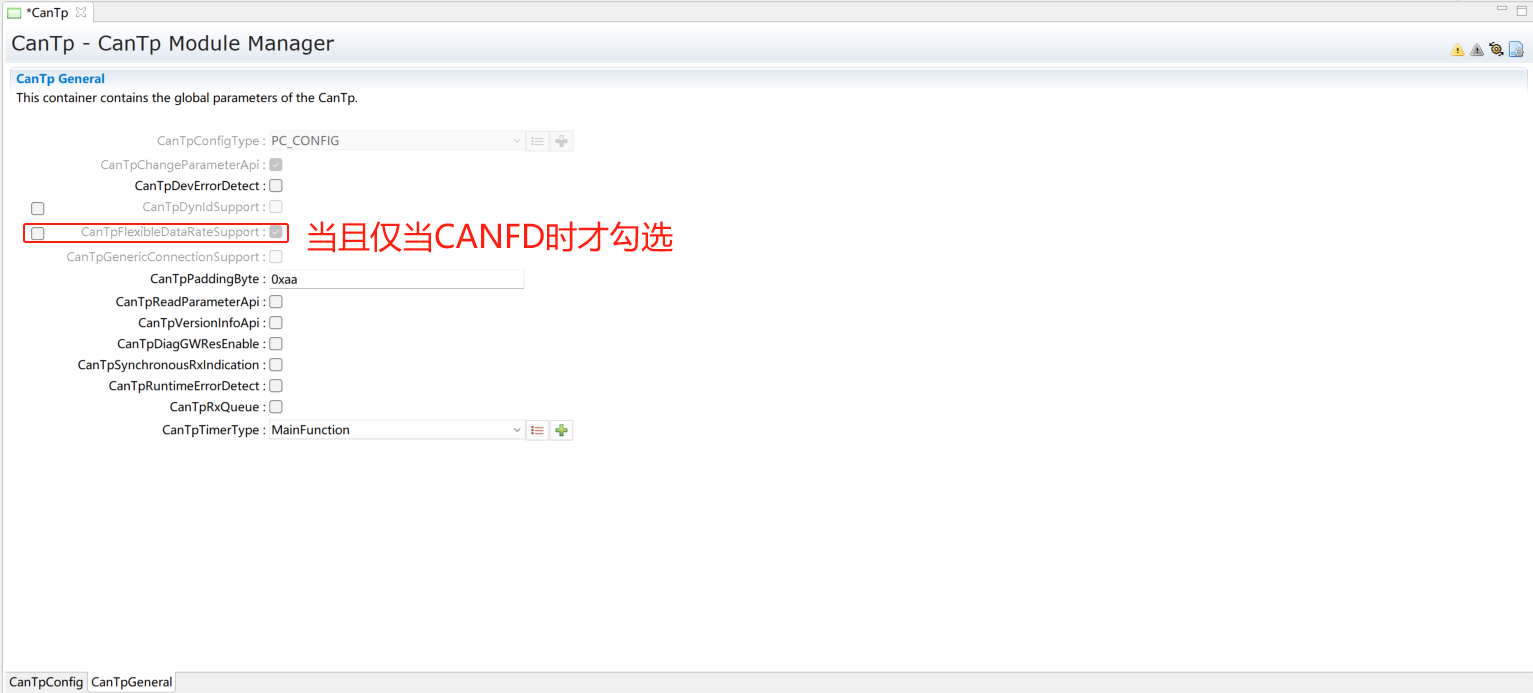 *CanTp
CanTp - CanTp Module Manager
CanTp General
This container contains the global parameters of the CanTp.
CanTpConfigType : PC_CONFIG
CanTpChangeParameterApi :
CanTpDevErrorDetect :
CanTpDynIdSupport :
CanTpFlexibleDataRateSupport : 当且仅当CANFD时才勾选
CanTpGenericConnectionSupport :
CanTpPaddingByte : 0xaa
CanTpReadParameterApi :
CanTpVersionInfoApi :
CanTpDiagGWResEnable :
CanTpSynchronousRxIndication :
CanTpRuntimeErrorDetect :
CanTpRxQueue :
CanTpTimerType : MainFunction
CanTpConfig CanTpGeneral